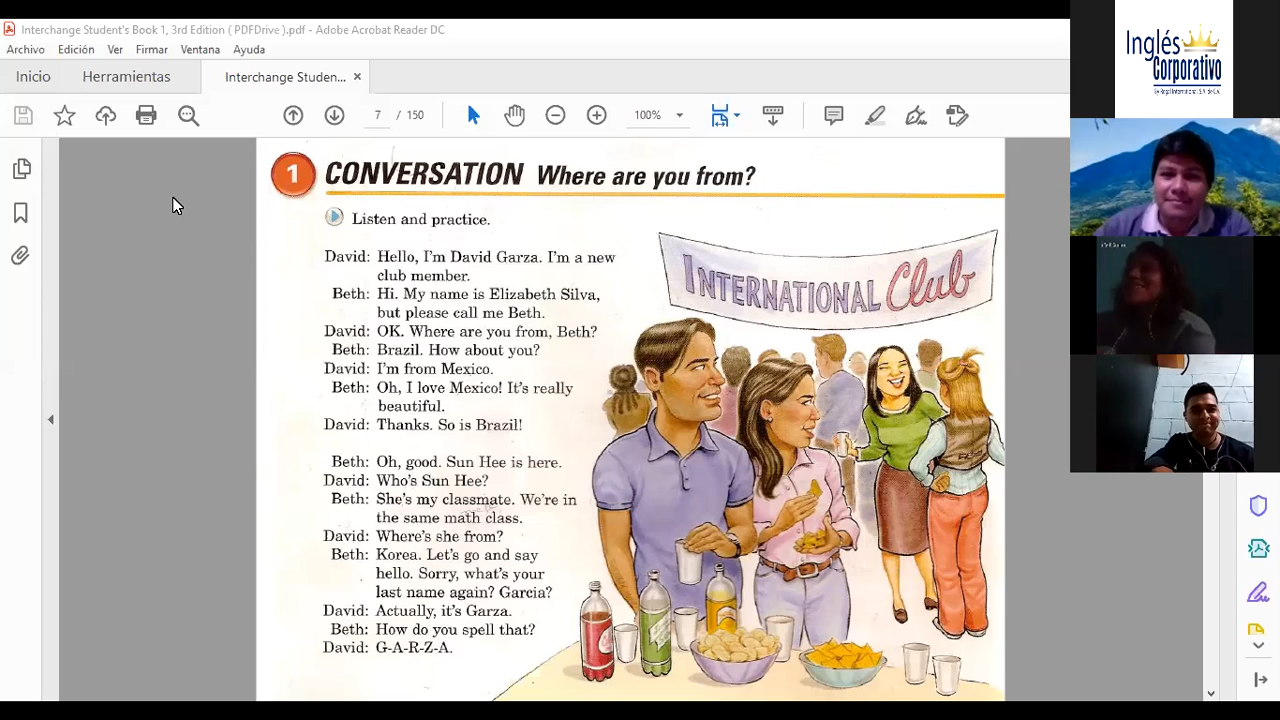 Interchange Student's Book 1, 3rd Edition ( PDFDrive ).pdf - Adobe Acrobat Reader DC
Archivo Edición Ver Firmar Ventana Ayuda
Inicio Herramientas Interchange Studen... ×
7 / 150 100%
1 CONVERSATION Where are you from?
Listen and practice.
David: Hello, I'm David Garza. I'm a new
club member.
Beth: Hi. My name is Elizabeth Silva,
but please call me Beth.
David: OK. Where are you from, Beth?
Beth: Brazil. How about you?
David: I'm from Mexico.
Beth: Oh, I love Mexico! It's really
beautiful.
David: Thanks. So is Brazil!
Beth: Oh, good. Sun Hee is here.
David: Who's Sun Hee?
Beth: She's my classmate. We're in
the same math class.
David: Where's she from?
Beth: Korea. Let's go and say
hello. Sorry, what's your
last name again? Garcia?
David: Actually, it's Garza.
Beth: How do you spell that?
David: G-A-R-Z-A.
INTERNATIONAL Club
Inglés
Corporativo